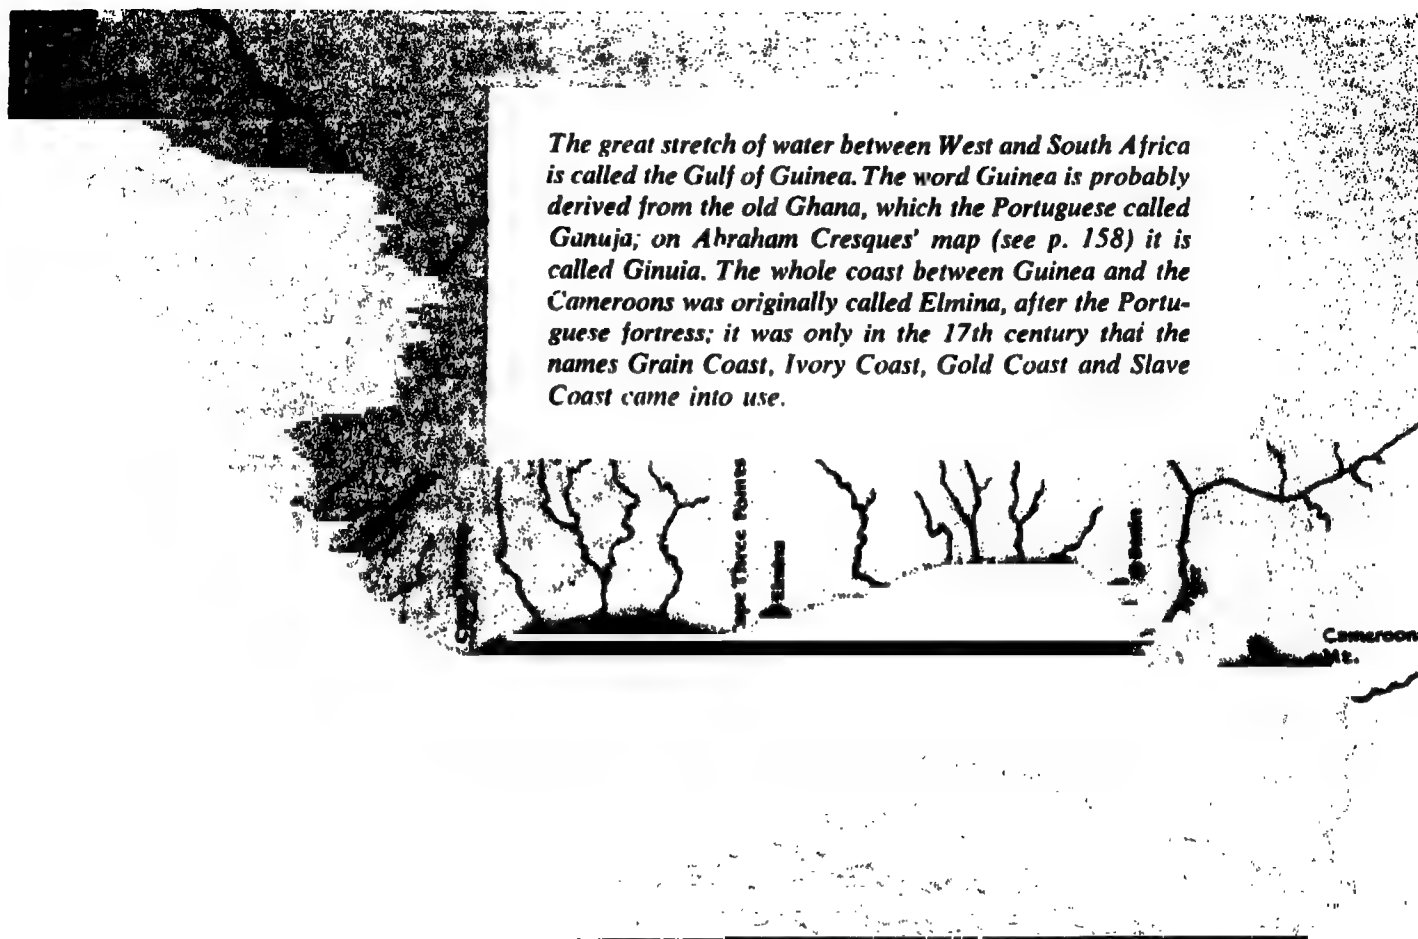 The great stretch of water between West and South Africa
is called the Gulf of Guinea. The word Guinea is probably
derived from the old Ghana, which the Portuguese called
Ganuja; on Abraham Cresques' map (see p. 158) it is
called Ginuia. The whole coast between Guinea and the
Cameroons was originally called Elmina, after the Portu-
guese fortress; it was only in the 17th century that the
names Grain Coast, Ivory Coast, Gold Coast and Slave
Coast came into use.
Three Points
Elmina
Benin
Cameroon
Mt.